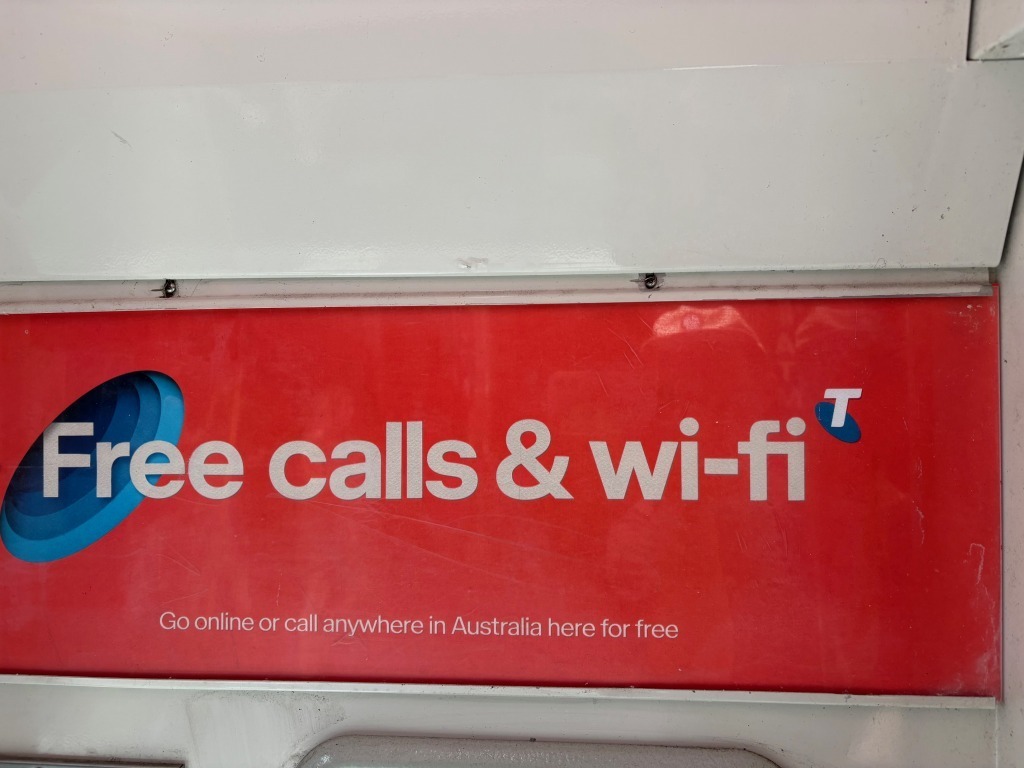 Free calls & wi-fi
T
Go online or call anywhere in Australia here for free